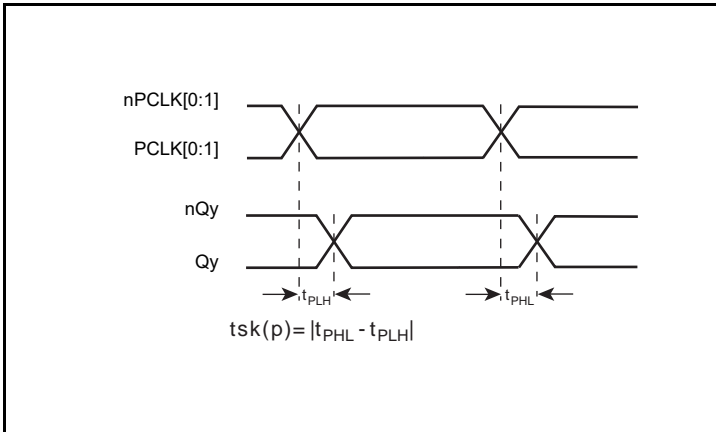 nPCLK[0:1]
PCLK[0:1]
nQy
Qy
tPLH
tPHL
tsk(p)= |tPHL - tPLH|